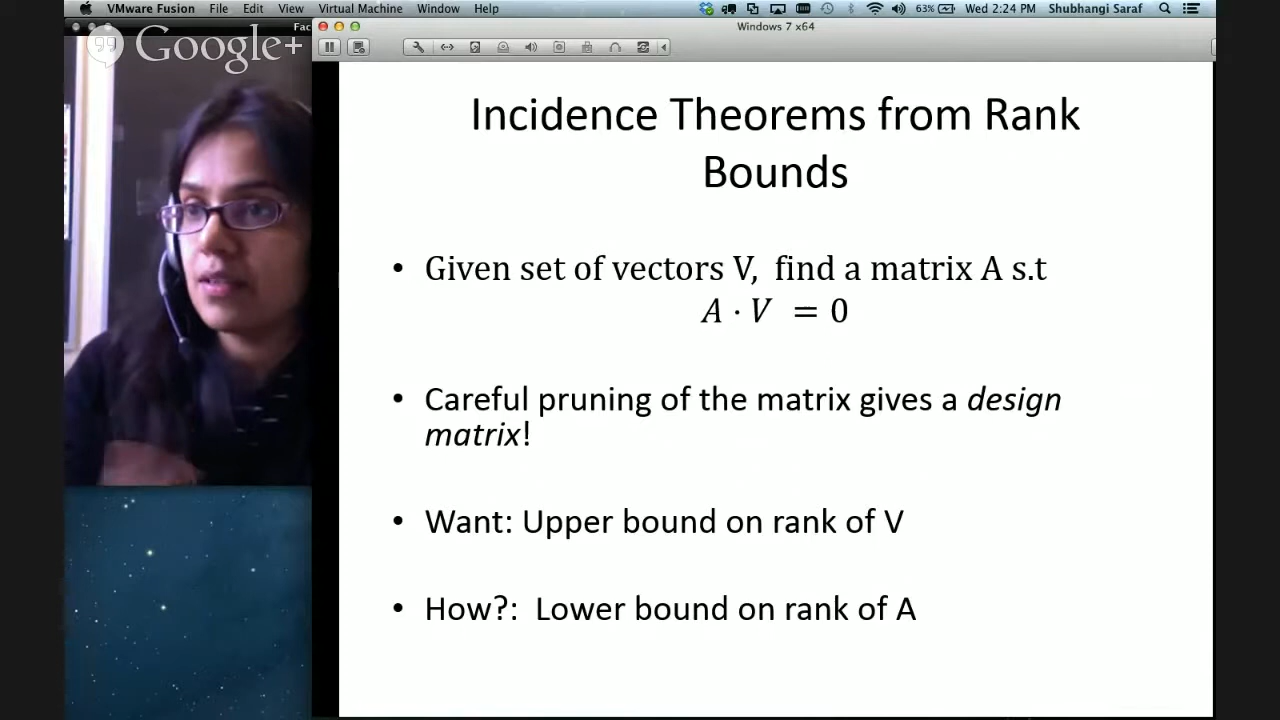 VMware Fusion File Edit View Virtual Machine Window Help 63% Wed 2:24 PM Shubhangi Saraf
Fac Windows 7 x64
Google+
Incidence Theorems from Rank
Bounds
• Given set of vectors V, find a matrix A s.t
A · V = 0
• Careful pruning of the matrix gives a design
matrix!
• Want: Upper bound on rank of V
• How?: Lower bound on rank of A